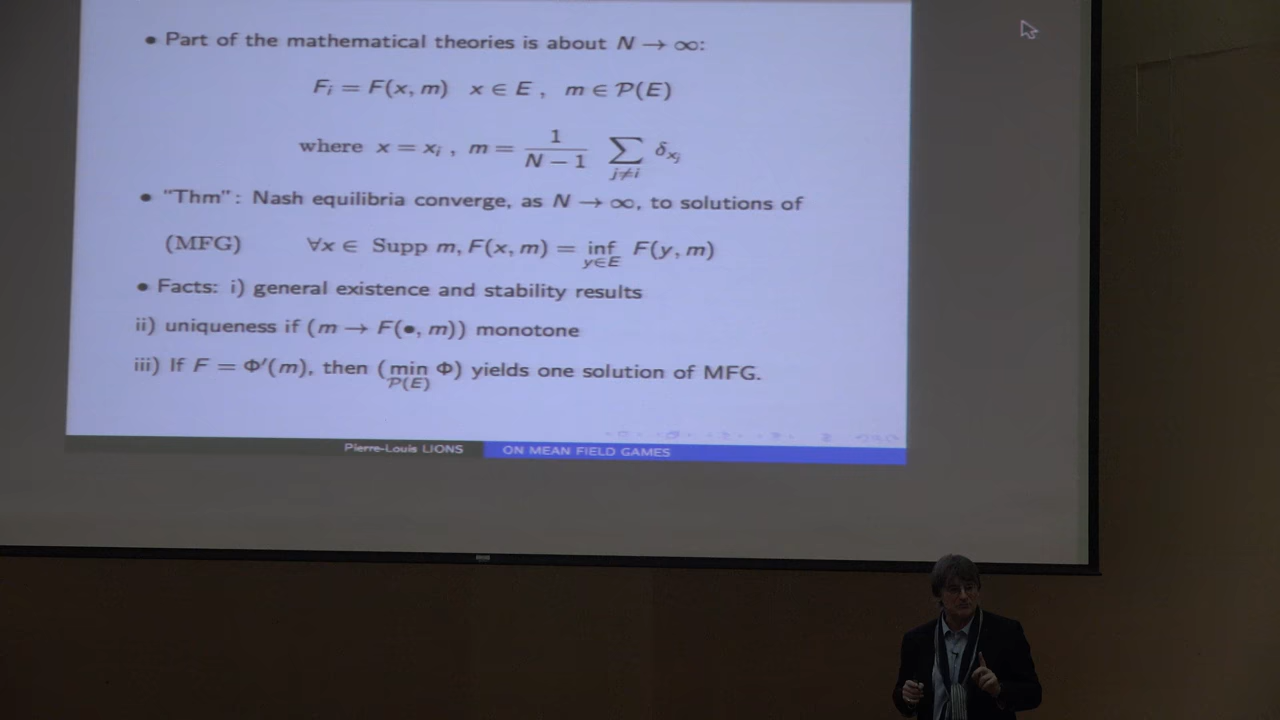 • Part of the mathematical theories is about N → ∞:
F_i = F(x, m) x ∈ E , m ∈ P(E)
where x = x_i , m = 1/(N − 1) ∑_{j≠i} δ_{x_j}
• "Thm": Nash equilibria converge, as N → ∞, to solutions of
(MFG) ∀x ∈ Supp m, F(x, m) = inf_{y∈E} F(y, m)
• Facts: i) general existence and stability results
ii) uniqueness if (m → F(•, m)) monotone
iii) If F = Φ′(m), then (min_{P(E)} Φ) yields one solution of MFG.
Pierre-Louis LIONS ON MEAN FIELD GAMES